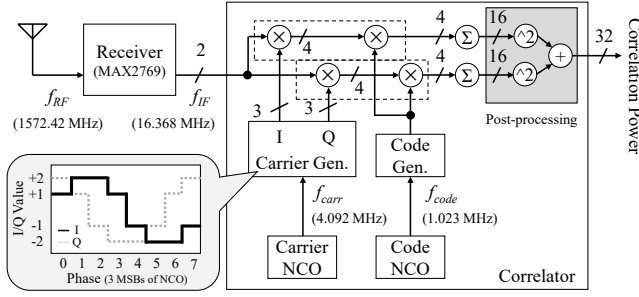 Receiver
(MAX2769)
f_RF
(1572.42 MHz)
2
f_IF
(16.368 MHz)
×
4
×
4
Σ
16
^2
×
4
×
4
Σ
16
^2
+
32
Correlation Power
Post-processing
3
3
I Q
Carrier Gen.
Code
Gen.
f_carr
(4.092 MHz)
f_code
(1.023 MHz)
Carrier
NCO
Code
NCO
Correlator
I/Q Value
+2
+1
-1
-2
I
Q
0 1 2 3 4 5 6 7
Phase (3 MSBs of NCO)